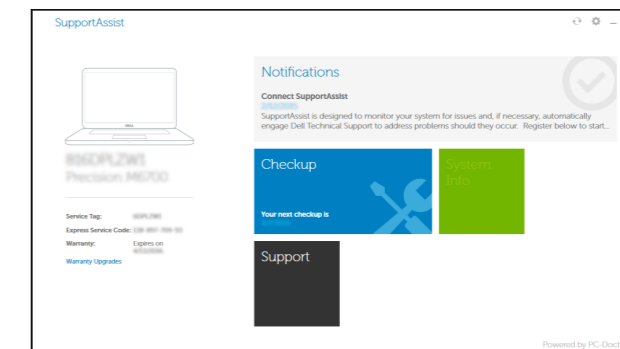 SupportAssist
DELL
Precision M6700
Service Tag:
Express Service Code:
Warranty: Expires on
Warranty Upgrades
Notifications
Connect SupportAssist
SupportAssist is designed to monitor your system for issues and, if necessary, automatically
engage Dell Technical Support to address problems should they occur. Register below to start...
Checkup
Your next checkup is
System
Info
Support
Powered by PC-Doct